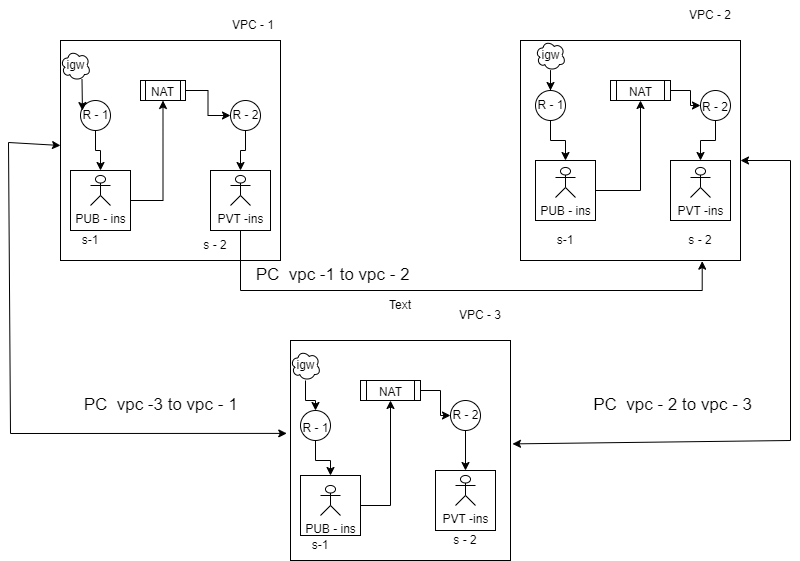 VPC - 1
igw
NAT
R - 1
R - 2
PUB - ins
PVT -ins
s-1
s - 2
VPC - 2
igw
NAT
R - 1
R - 2
PUB - ins
PVT -ins
s-1
s - 2
PC  vpc -1 to vpc - 2
Text
VPC - 3
igw
NAT
R - 1
R - 2
PUB - ins
PVT -ins
s-1
s - 2
PC  vpc -3 to vpc - 1
PC  vpc - 2 to vpc - 3